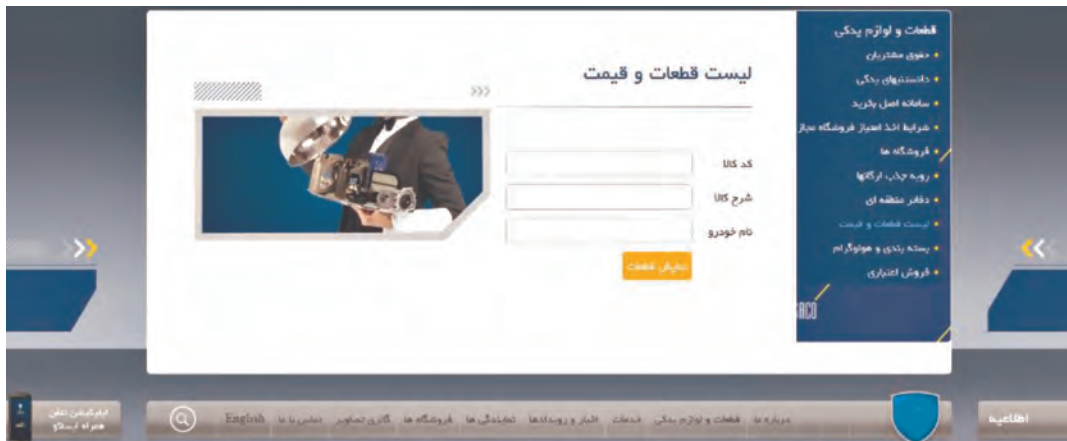 قطعات و لوازم یدکی
حقوق مشتریان
دانستنیهای یدکی
سامانه اصل بخرید
شرایط اخذ امتیاز فروشگاه مجاز
فروشگاه ها
رویه جذب ارگانها
دفاتر منطقه ای
لیست قطعات و قیمت
بسته بندی و هولوگرام
فروش اعتباری
لیست قطعات و قیمت
کد کالا
شرح کالا
نام خودرو
نمایش قطعات
اطلاعیه
درباره ما قطعات و لوازم یدکی خدمات اخبار و رویدادها نمایندگی ها فروشگاه ها گالری تصاویر تماس با ما English
اپلیکیشن تلفن
همراه ایساکو